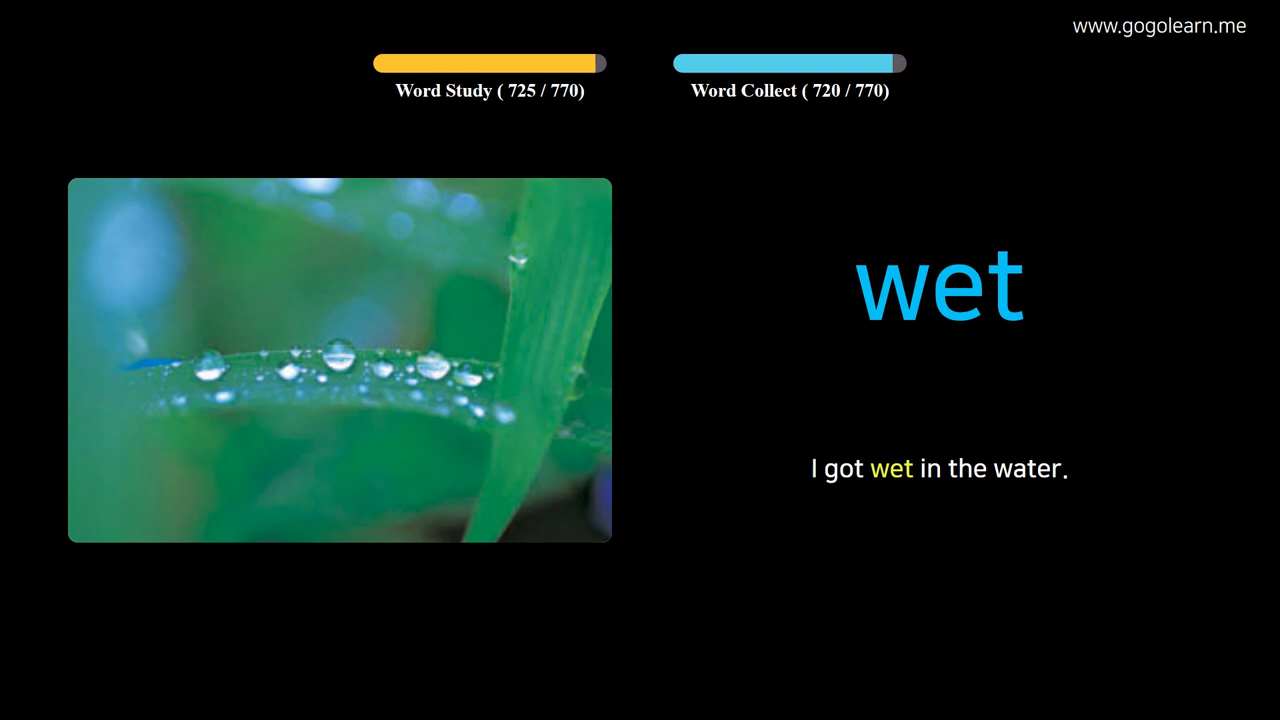 www.gogolearn.me
Word Study ( 725 / 770)
Word Collect ( 720 / 770)
wet
I got wet in the water.